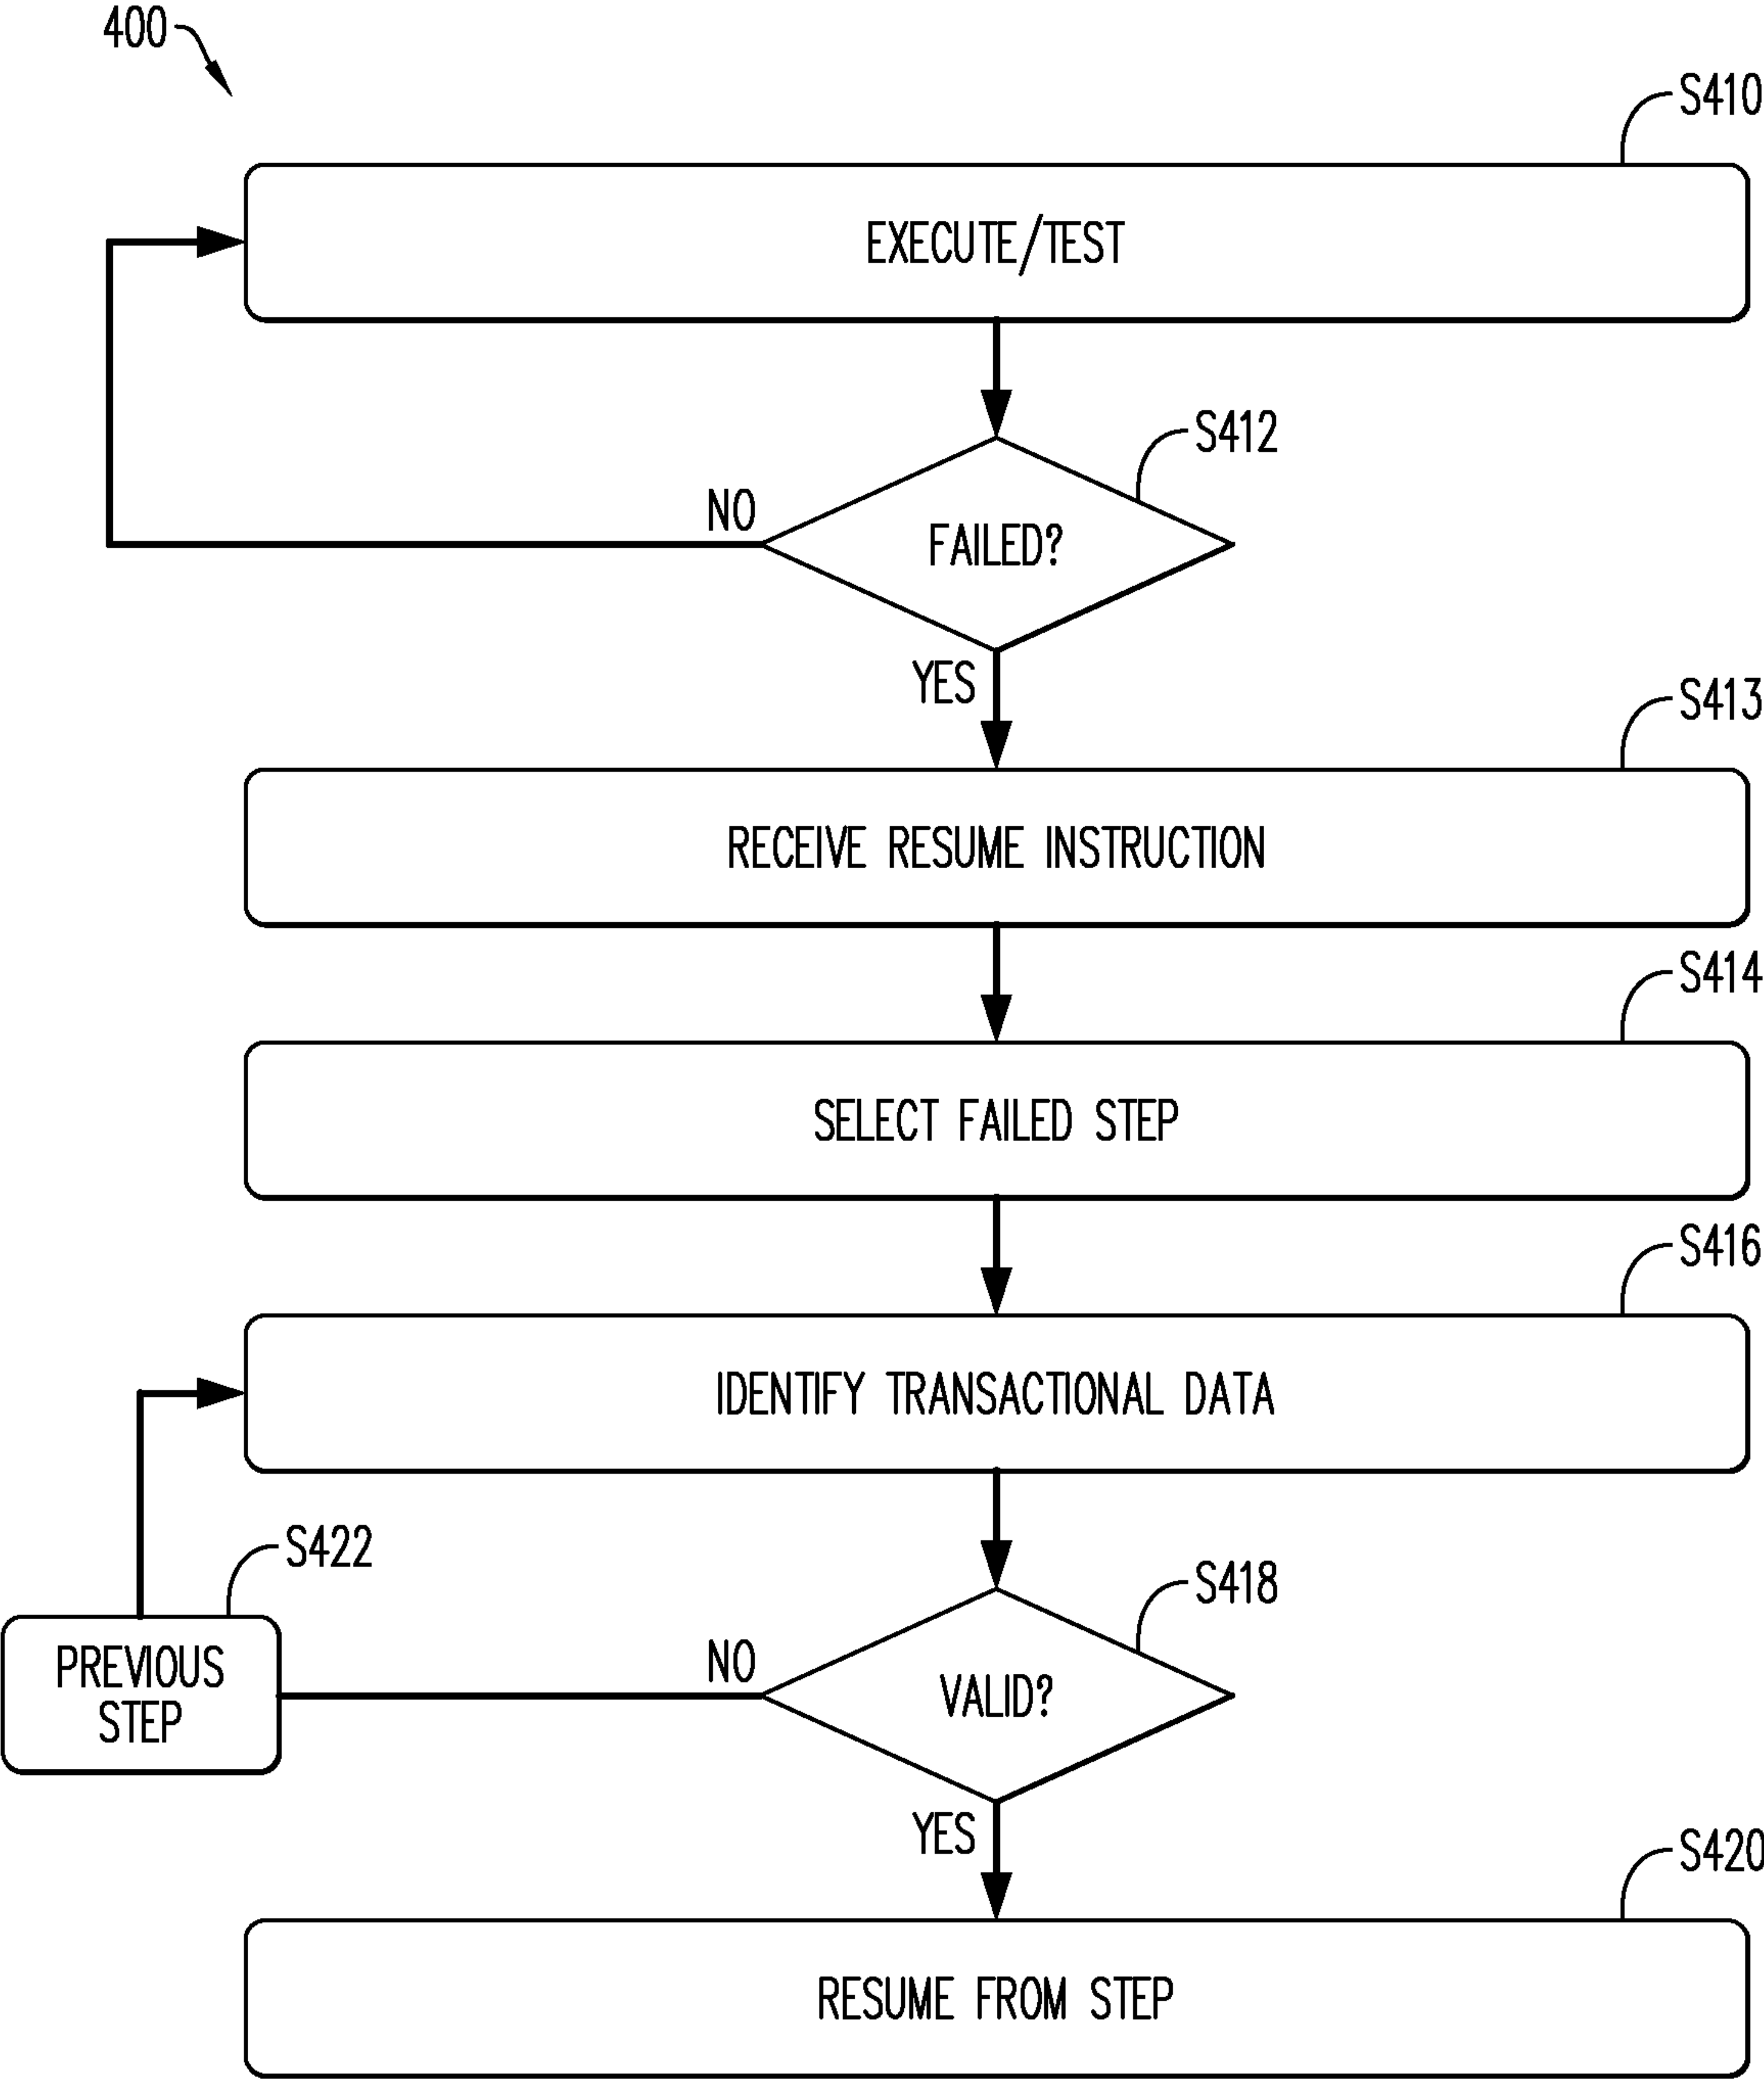 400
S410
EXECUTE/TEST
S412
NO
FAILED?
YES
S413
RECEIVE RESUME INSTRUCTION
S414
SELECT FAILED STEP
S416
IDENTIFY TRANSACTIONAL DATA
S422
S418
PREVIOUS
STEP
NO
VALID?
YES
S420
RESUME FROM STEP